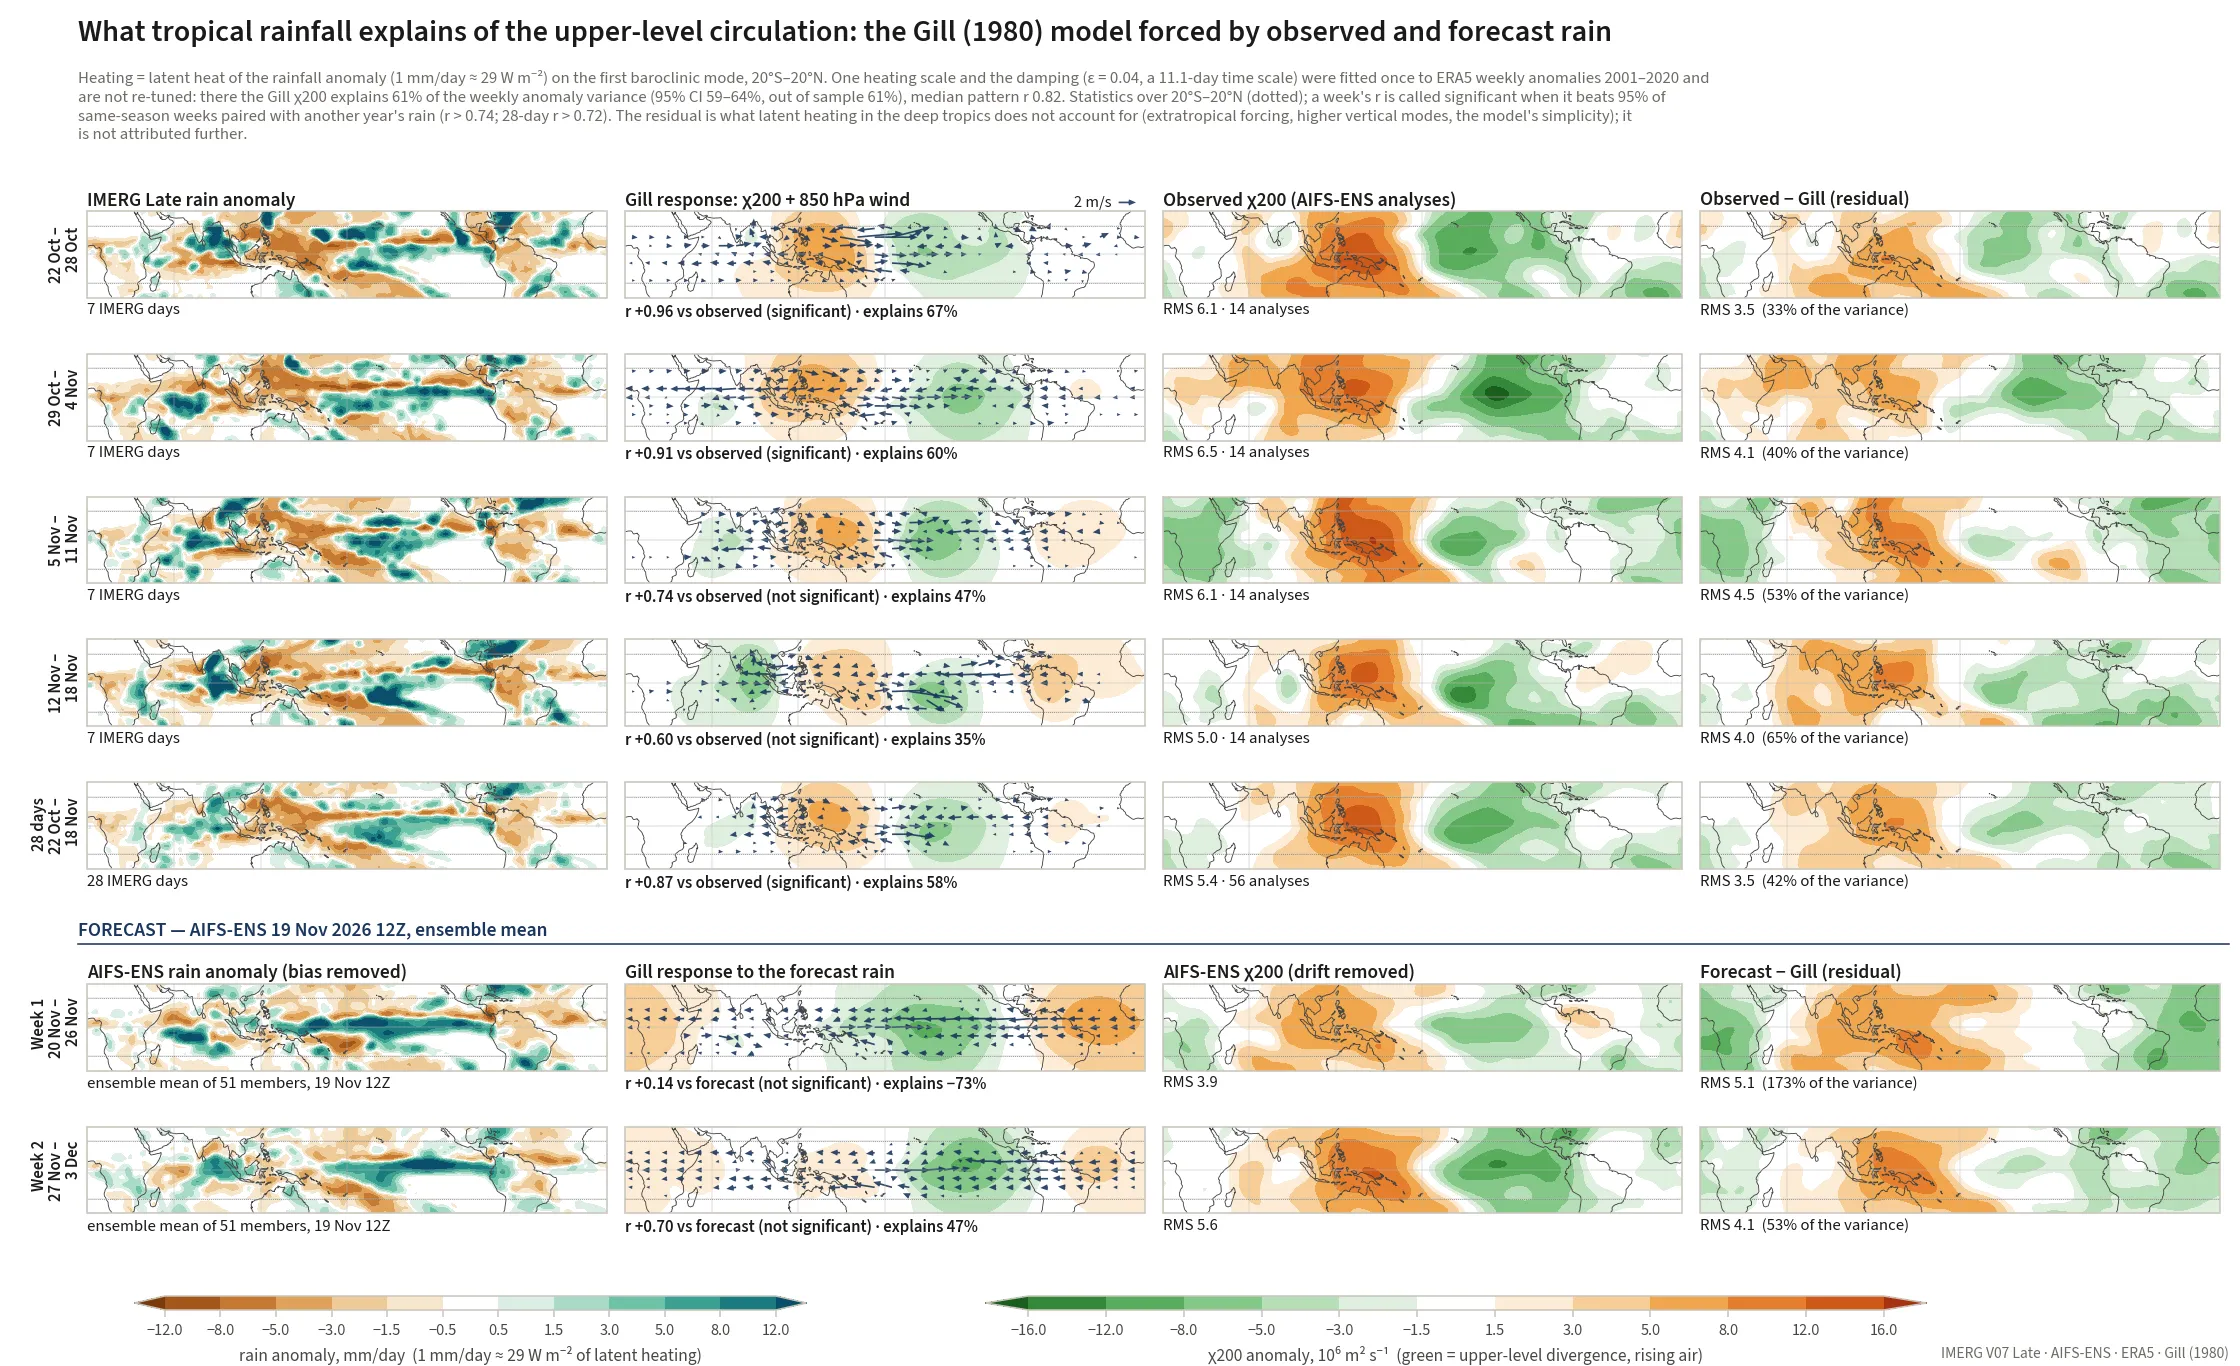 What tropical rainfall explains of the upper-level circulation: the Gill (1980) model forced by observed and forecast rain
Heating = latent heat of the rainfall anomaly (1 mm/day ≈ 29 W m⁻²) on the first baroclinic mode, 20°S–20°N. One heating scale and the damping (ε = 0.04, a 11.1-day time scale) were fitted once to ERA5 weekly anomalies 2001–2020 and
are not re-tuned: there the Gill χ200 explains 61% of the weekly anomaly variance (95% CI 59–64%, out of sample 61%), median pattern r 0.82. Statistics over 20°S–20°N (dotted); a week's r is called significant when it beats 95% of
same-season weeks paired with another year's rain (r > 0.74; 28-day r > 0.72). The residual is what latent heating in the deep tropics does not account for (extratropical forcing, higher vertical modes, the model's simplicity); it
is not attributed further.
IMERG Late rain anomaly
Gill response: χ200 + 850 hPa wind
2 m/s
Observed χ200 (AIFS-ENS analyses)
Observed − Gill (residual)
22 Oct –
28 Oct
7 IMERG days
r +0.96 vs observed (significant) · explains 67%
RMS 6.1 · 14 analyses
RMS 3.5 (33% of the variance)
29 Oct –
4 Nov
7 IMERG days
r +0.91 vs observed (significant) · explains 60%
RMS 6.5 · 14 analyses
RMS 4.1 (40% of the variance)
5 Nov –
11 Nov
7 IMERG days
r +0.74 vs observed (not significant) · explains 47%
RMS 6.1 · 14 analyses
RMS 4.5 (53% of the variance)
12 Nov –
18 Nov
7 IMERG days
r +0.60 vs observed (not significant) · explains 35%
RMS 5.0 · 14 analyses
RMS 4.0 (65% of the variance)
28 days
22 Oct –
18 Nov
28 IMERG days
r +0.87 vs observed (significant) · explains 58%
RMS 5.4 · 56 analyses
RMS 3.5 (42% of the variance)
FORECAST — AIFS-ENS 19 Nov 2026 12Z, ensemble mean
AIFS-ENS rain anomaly (bias removed)
Gill response to the forecast rain
AIFS-ENS χ200 (drift removed)
Forecast − Gill (residual)
Week 1
20 Nov –
26 Nov
ensemble mean of 51 members, 19 Nov 12Z
r +0.14 vs forecast (not significant) · explains −73%
RMS 3.9
RMS 5.1 (173% of the variance)
Week 2
27 Nov –
3 Dec
ensemble mean of 51 members, 19 Nov 12Z
r +0.70 vs forecast (not significant) · explains 47%
RMS 5.6
RMS 4.1 (53% of the variance)
−12.0 −8.0 −5.0 −3.0 −1.5 −0.5 0.5 1.5 3.0 5.0 8.0 12.0
rain anomaly, mm/day (1 mm/day ≈ 29 W m⁻² of latent heating)
−16.0 −12.0 −8.0 −5.0 −3.0 −1.5 1.5 3.0 5.0 8.0 12.0 16.0
χ200 anomaly, 10⁶ m² s⁻¹ (green = upper-level divergence, rising air)
IMERG V07 Late · AIFS-ENS · ERA5 · Gill (1980)